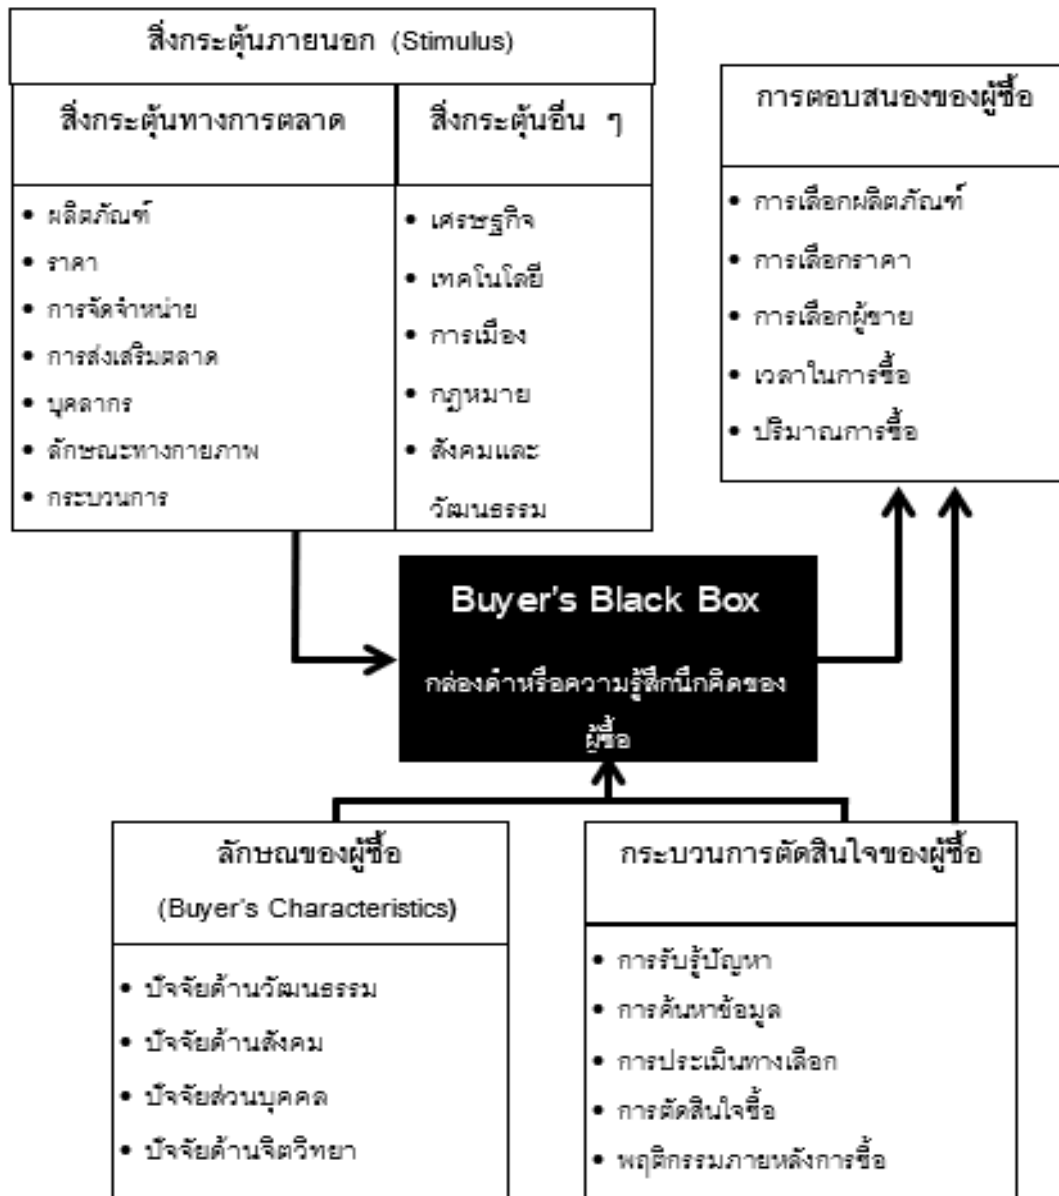 สิ่งกระตุ้นภายนอก (Stimulus)
สิ่งกระตุ้นทางการตลาด
สิ่งกระตุ้นอื่น ๆ
• ผลิตภัณฑ์
• ราคา
• การจัดจำหน่าย
• การส่งเสริมตลาด
• บุคลากร
• ลักษณะทางกายภาพ
• กระบวนการ
• เศรษฐกิจ
• เทคโนโลยี
• การเมือง
• กฎหมาย
• สังคมและ
วัฒนธรรม
การตอบสนองของผู้ซื้อ
• การเลือกผลิตภัณฑ์
• การเลือกราคา
• การเลือกผู้ขาย
• เวลาในการซื้อ
• ปริมาณการซื้อ
Buyer's Black Box
กล่องดำหรือความรู้สึกนึกคิดของ
ผู้ซื้อ
ลักษณของผู้ซื้อ
(Buyer's Characteristics)
• ปัจจัยด้านวัฒนธรรม
• ปัจจัยด้านสังคม
• ปัจจัยส่วนบุคคล
• ปัจจัยด้านจิตวิทยา
กระบวนการตัดสินใจของผู้ซื้อ
• การรับรู้ปัญหา
• การค้นหาข้อมูล
• การประเมินทางเลือก
• การตัดสินใจซื้อ
• พฤติกรรมภายหลังการซื้อ